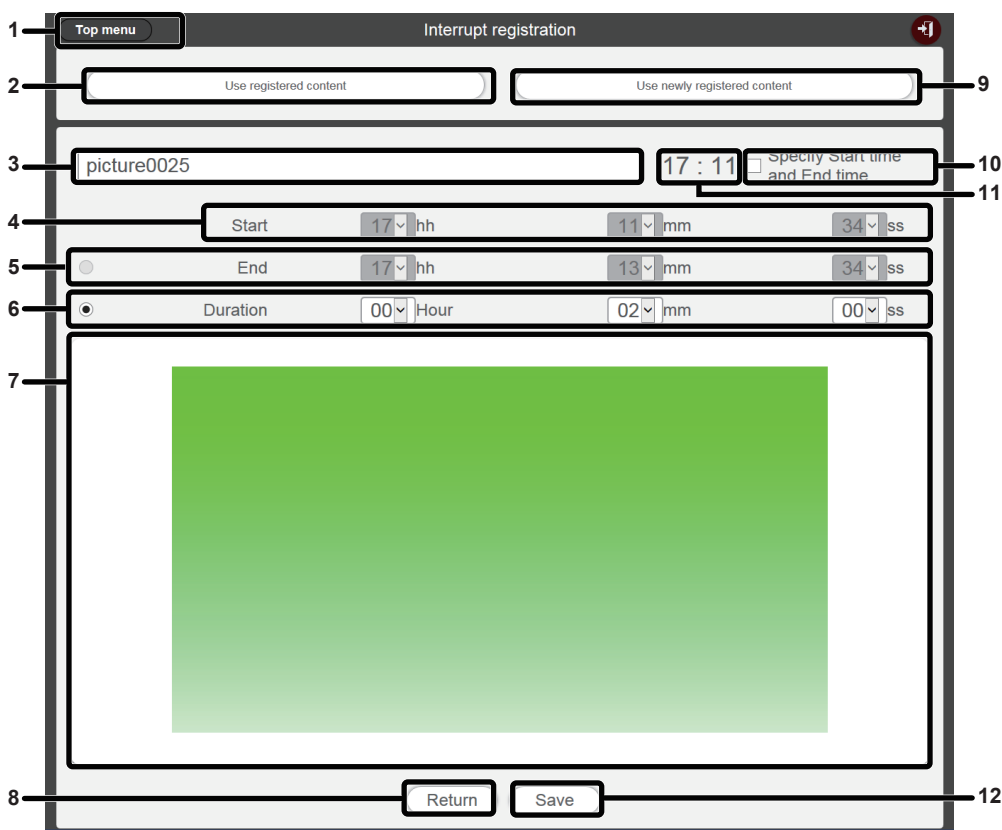 1 Top menu Interrupt registration
2 Use registered content Use newly registered content 9
3 picture0025 17 : 11 Specify Start time 10
and End time
11
4 Start 17 hh 11 mm 34 ss
5 End 17 hh 13 mm 34 ss
6 Duration 00 Hour 02 mm 00 ss
7
8 Return Save 12